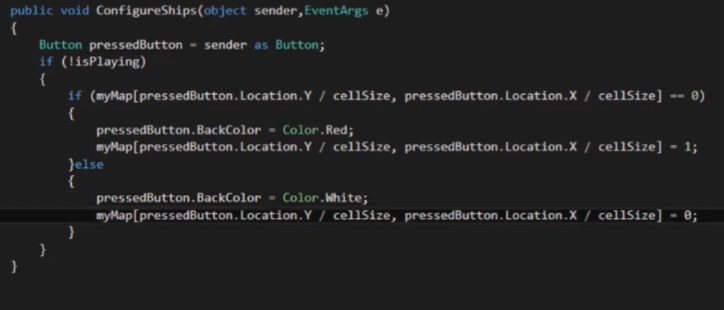 public void ConfigureShips(object sender,EventArgs e)
{
Button pressedButton = sender as Button;
if (!isPlaying)
{
if (myMap[pressedButton.Location.Y / cellSize, pressedButton.Location.X / cellSize] == 0)
{
pressedButton.BackColor = Color.Red;
myMap[pressedButton.Location.Y / cellSize, pressedButton.Location.X / cellSize] = 1;
}else
{
pressedButton.BackColor = Color.White;
myMap[pressedButton.Location.Y / cellSize, pressedButton.Location.X / cellSize] = 0;
}
}
}